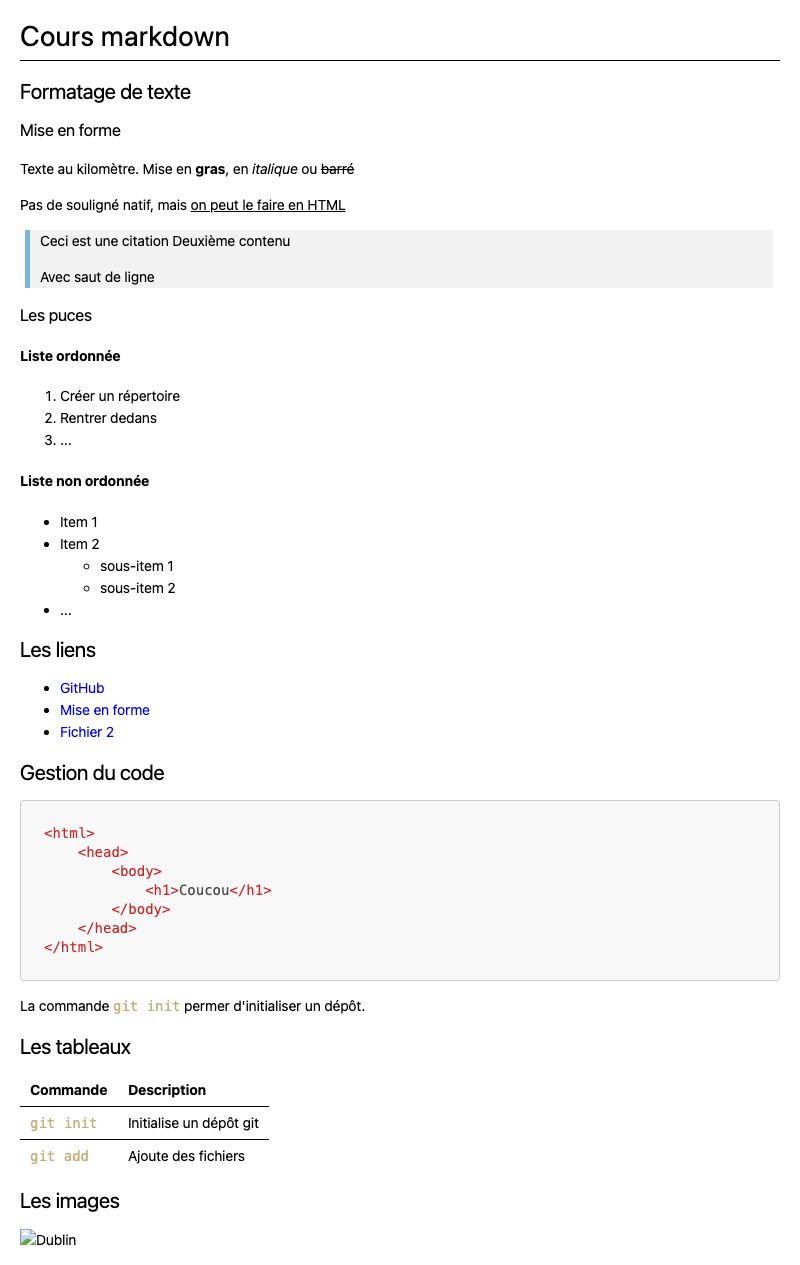 Cours markdown
Formatage de texte
Mise en forme
Texte au kilomètre. Mise en gras, en italique ou barré
Pas de souligné natif, mais on peut le faire en HTML
Ceci est une citation Deuxième contenu
Avec saut de ligne
Les puces
Liste ordonnée
1. Créer un répertoire
2. Rentrer dedans
3. ...
Liste non ordonnée
• Item 1
• Item 2
◦ sous-item 1
◦ sous-item 2
• ...
Les liens
• GitHub
• Mise en forme
• Fichier 2
Gestion du code
<html>
    <head>
        <body>
            <h1>Coucou</h1>
        </body>
    </head>
</html>
La commande git init permer d'initialiser un dépôt.
Les tableaux
Commande Description
git init Initialise un dépôt git
git add Ajoute des fichiers
Les images
Dublin